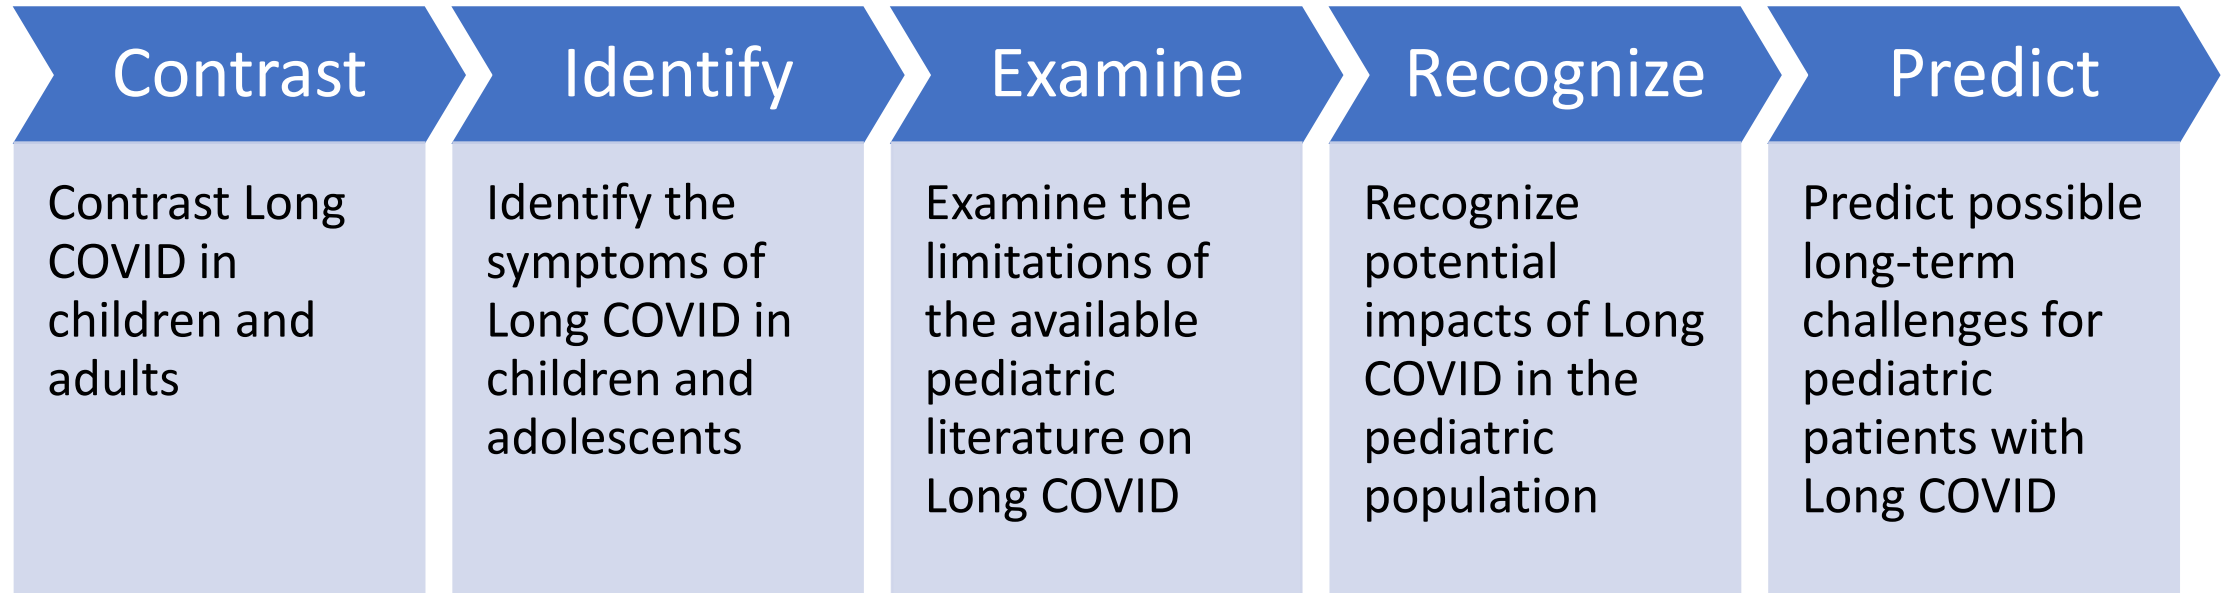 Contrast
Contrast Long
COVID in
children and
adults
Identify
Identify the
symptoms of
Long COVID in
children and
adolescents
Examine
Examine the
limitations of
the available
pediatric
literature on
Long COVID
Recognize
Recognize
potential
impacts of Long
COVID in the
pediatric
population
Predict
Predict possible
long-term
challenges for
pediatric
patients with
Long COVID